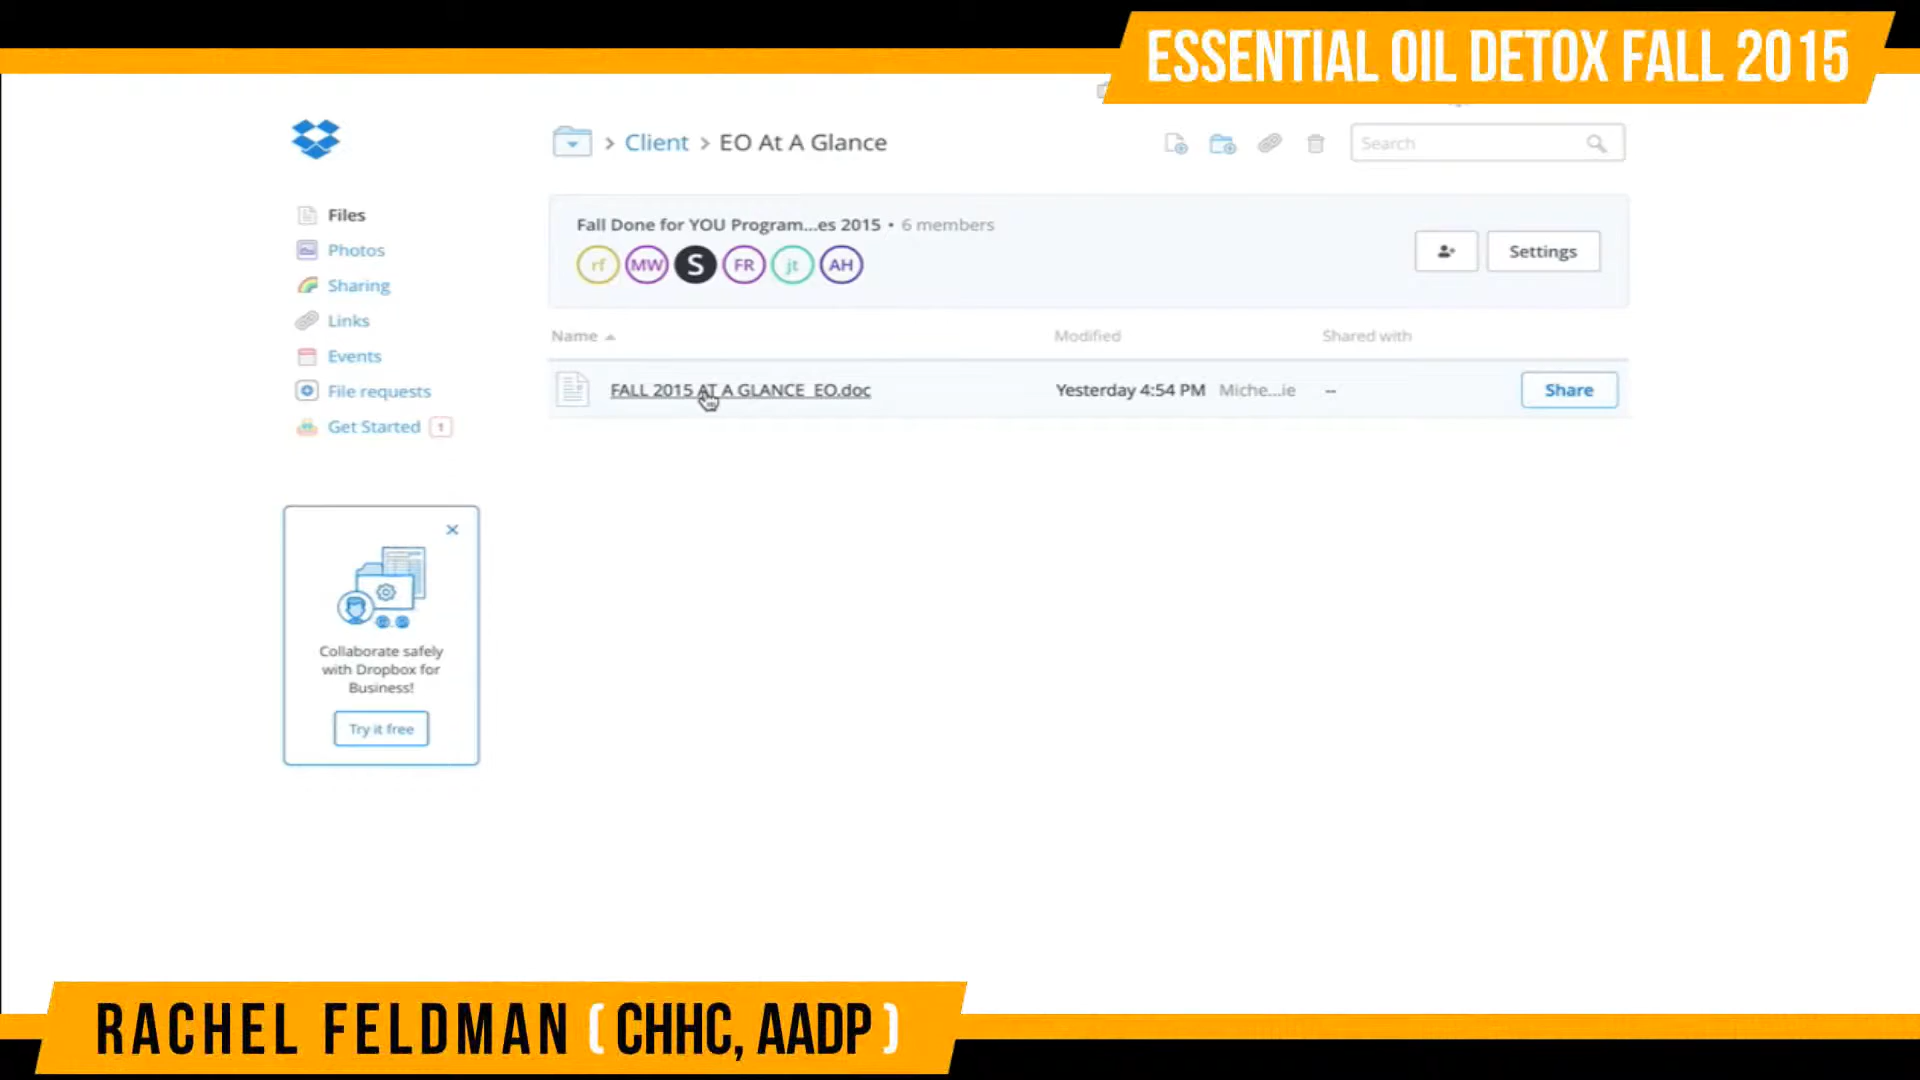 ESSENTIAL OIL DETOX FALL 2015
> Client > EO At A Glance
Search
Files
Photos
Sharing
Links
Events
File requests
Get Started 1
Fall Done for YOU Program...es 2015 • 6 members
rf MW S FR jt AH
Settings
Name Modified Shared with
FALL 2015 AT A GLANCE EO.doc Yesterday 4:54 PM Miche...ie -- Share
Collaborate safely
with Dropbox for
Business!
Try it free
RACHEL FELDMAN (CHHC, AADP)